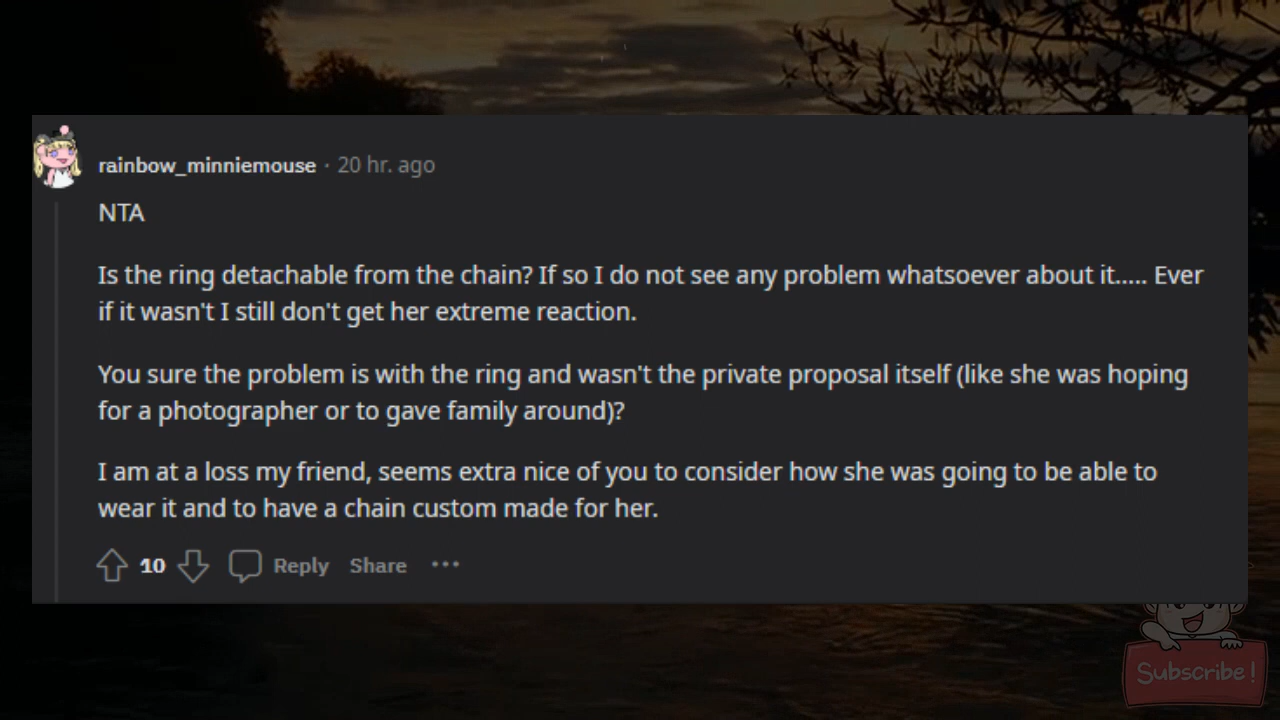 rainbow_minniemouse · 20 hr. ago
NTA
Is the ring detachable from the chain? If so I do not see any problem whatsoever about it..... Ever
if it wasn't I still don't get her extreme reaction.
You sure the problem is with the ring and wasn't the private proposal itself (like she was hoping
for a photographer or to gave family around)?
I am at a loss my friend, seems extra nice of you to consider how she was going to be able to
wear it and to have a chain custom made for her.
10 Reply Share ···
Subscribe!